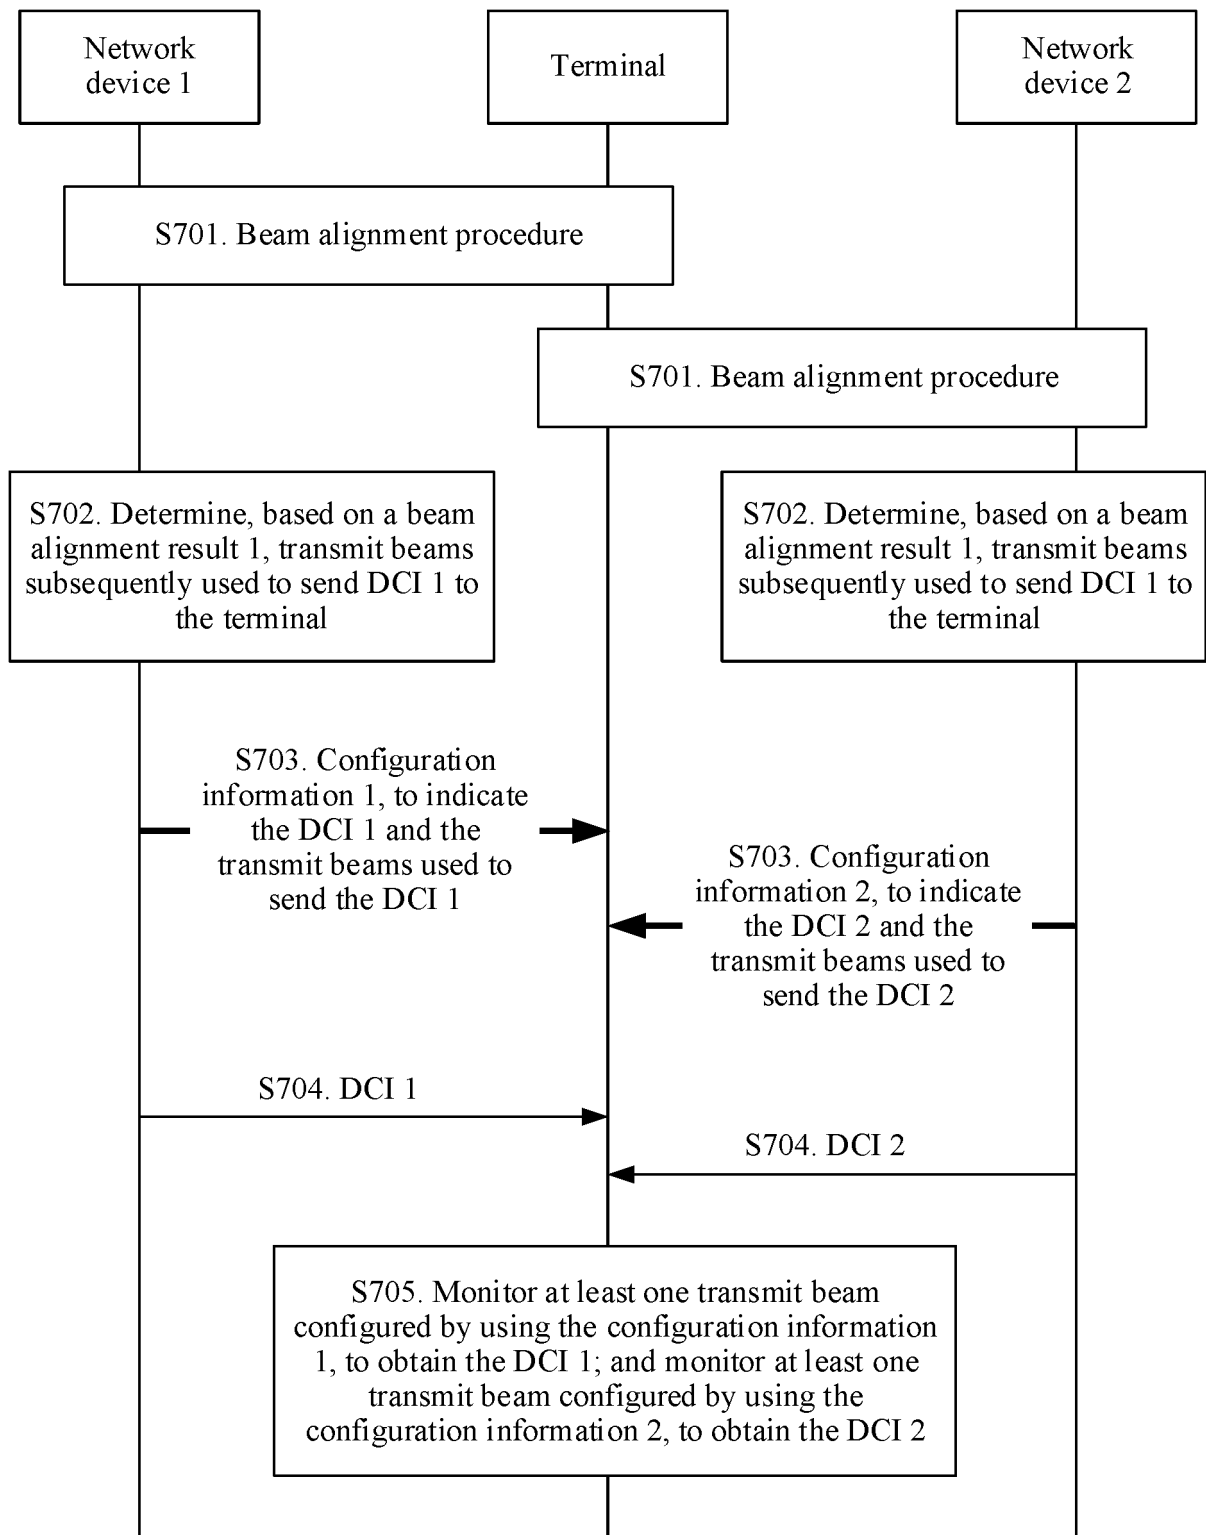 Network
device 1
Terminal
Network
device 2
S701. Beam alignment procedure
S701. Beam alignment procedure
S702. Determine, based on a beam
alignment result 1, transmit beams
subsequently used to send DCI 1 to
the terminal
S702. Determine, based on a beam
alignment result 1, transmit beams
subsequently used to send DCI 1 to
the terminal
S703. Configuration
information 1, to indicate
the DCI 1 and the
transmit beams used to
send the DCI 1
S703. Configuration
information 2, to indicate
the DCI 2 and the
transmit beams used to
send the DCI 2
S704. DCI 1
S704. DCI 2
S705. Monitor at least one transmit beam
configured by using the configuration information
1, to obtain the DCI 1; and monitor at least one
transmit beam configured by using the
configuration information 2, to obtain the DCI 2